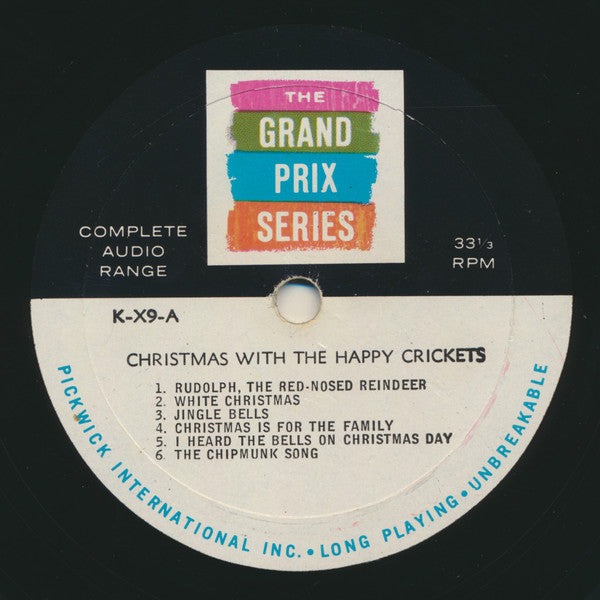 THE
GRAND
PRIX
SERIES
COMPLETE
AUDIO
RANGE
33⅓
RPM
K-X9-A
CHRISTMAS WITH THE HAPPY CRICKETS
1. RUDOLPH, THE RED-NOSED REINDEER
2. WHITE CHRISTMAS
3. JINGLE BELLS
4. CHRISTMAS IS FOR THE FAMILY
5. I HEARD THE BELLS ON CHRISTMAS DAY
6. THE CHIPMUNK SONG
PICKWICK INTERNATIONAL INC. • LONG PLAYING • UNBREAKABLE